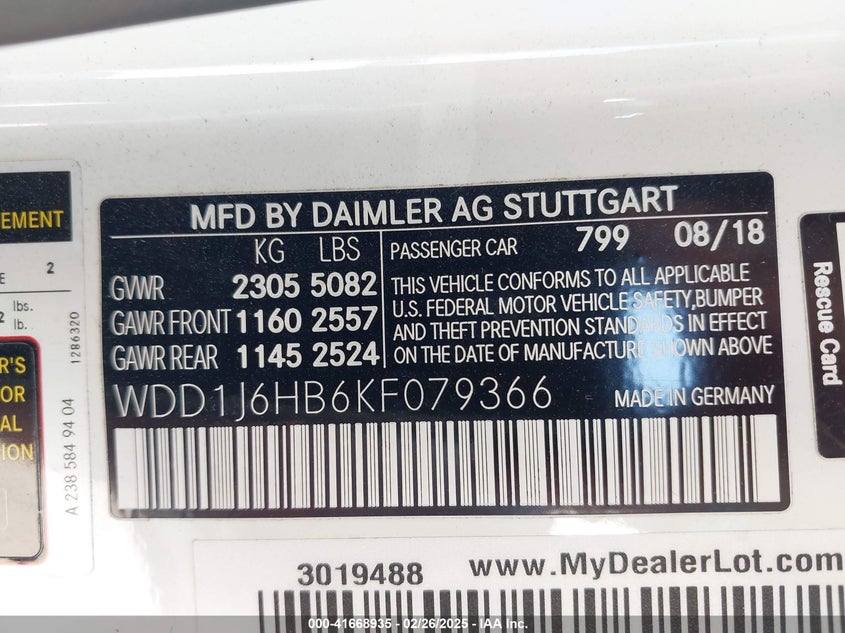 EMENT
E 2
2 lbs.
lb.
R'S
OR
AL
ION
1286320
A 238 584 94 04
MFD BY DAIMLER AG STUTTGART
KG LBS
GVWR 2305 5082
GAWR FRONT 1160 2557
GAWR REAR 1145 2524
PASSENGER CAR 799 08/18
THIS VEHICLE CONFORMS TO ALL APPLICABLE
U.S. FEDERAL MOTOR VEHICLE SAFETY,BUMPER
AND THEFT PREVENTION STANDARDS IN EFFECT
ON THE DATE OF MANUFACTURE SHOWN ABOVE
WDD1J6HB6KF079366 MADE IN GERMANY
Rescue Card
3019488 www.MyDealerLot.com
000-41668935 - 02/26/2025 - IAA Inc.